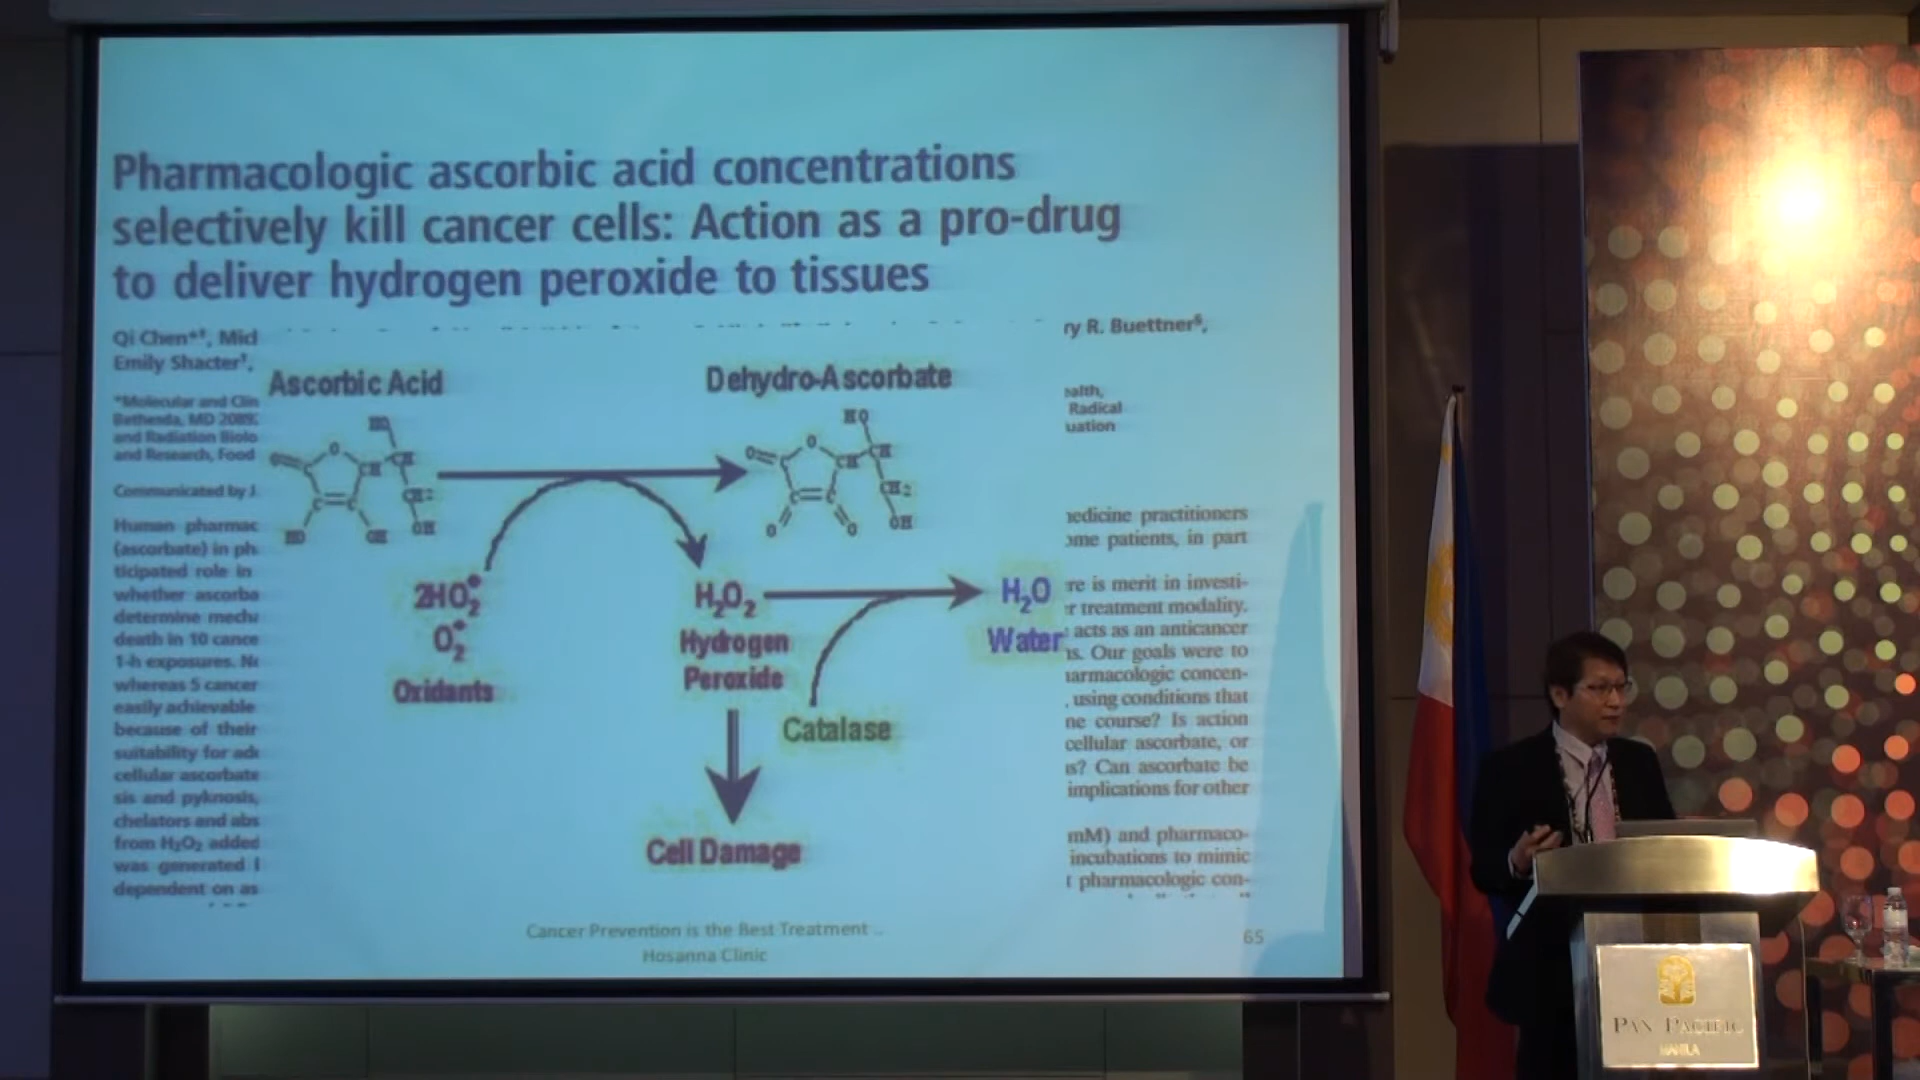 Pharmacologic ascorbic acid concentrations
selectively kill cancer cells: Action as a pro-drug
to deliver hydrogen peroxide to tissues
Qi Chen*†, Mic
ry R. Buettner§,
Emily Shacter†,
*Molecular and Clin
ealth,
Bethesda, MD 2089
Radical
and Radiation Biolo
uation
and Research, Food
Communicated by J
Ascorbic Acid
Dehydro-Ascorbate
2HO2•
O2•
Oxidants
H2O2
Hydrogen
Peroxide
H2O
Water
Catalase
Cell Damage
Human pharmac
(ascorbate) in ph
ticipated role in
whether ascorba
determine mech
death in 10 cance
1-h exposures. N
whereas 5 cancer
easily achievable
because of their
suitability for ad
cellular ascorbate
sis and pyknosis,
chelators and abs
from H2O2 added
was generated
dependent on as
medicine practitioners
ome patients, in part
re is merit in investi-
r treatment modality.
acts as an anticancer
is. Our goals were to
armacologic concen-
, using conditions that
ne course? Is action
cellular ascorbate, or
is? Can ascorbate be
implications for other
mM) and pharmaco-
incubations to mimic
t pharmacologic con-
Cancer Prevention is the Best Treatment ..
Hosanna Clinic
65
PAN PACIFIC
MANILA